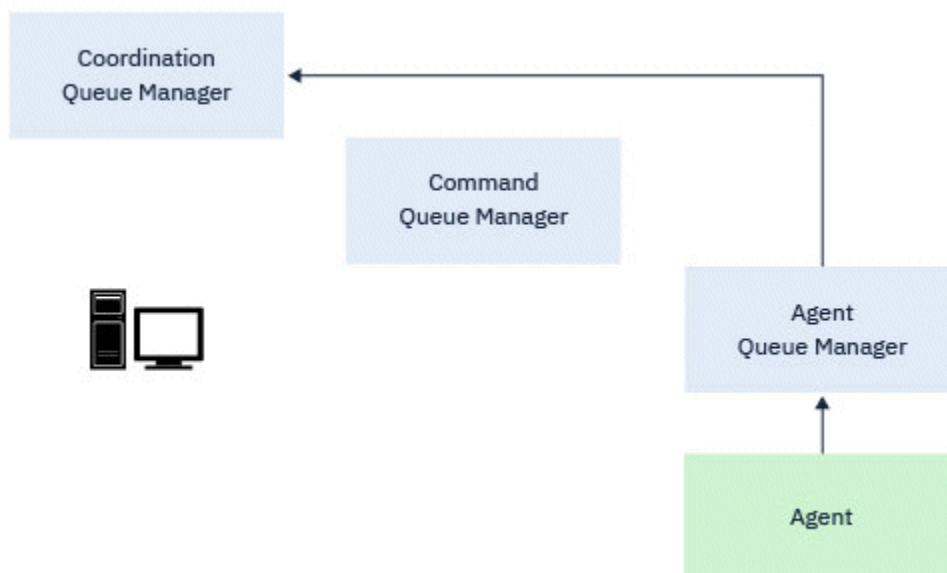 Coordination
Queue Manager
Command
Queue Manager
Agent
Queue Manager
Agent